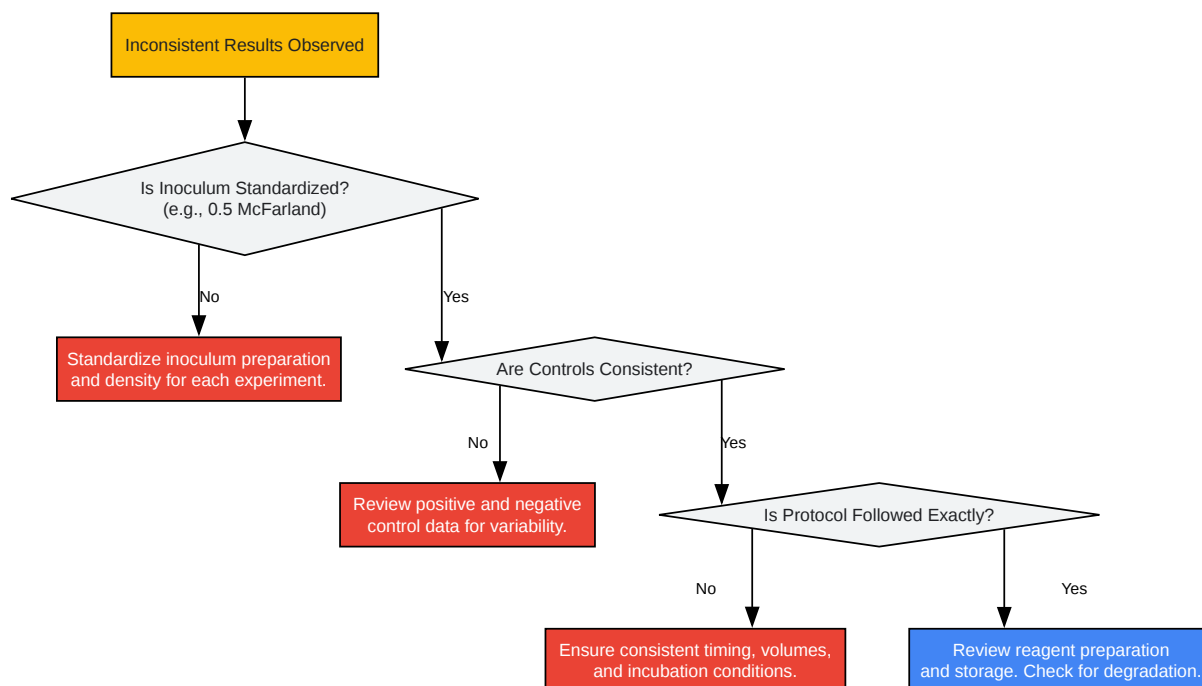 Inconsistent Results Observed
Is Inoculum Standardized?
(e.g., 0.5 McFarland)
No
Yes
Standardize inoculum preparation
and density for each experiment.
Are Controls Consistent?
No
Yes
Review positive and negative
control data for variability.
Is Protocol Followed Exactly?
No
Yes
Ensure consistent timing, volumes,
and incubation conditions.
Review reagent preparation
and storage. Check for degradation.